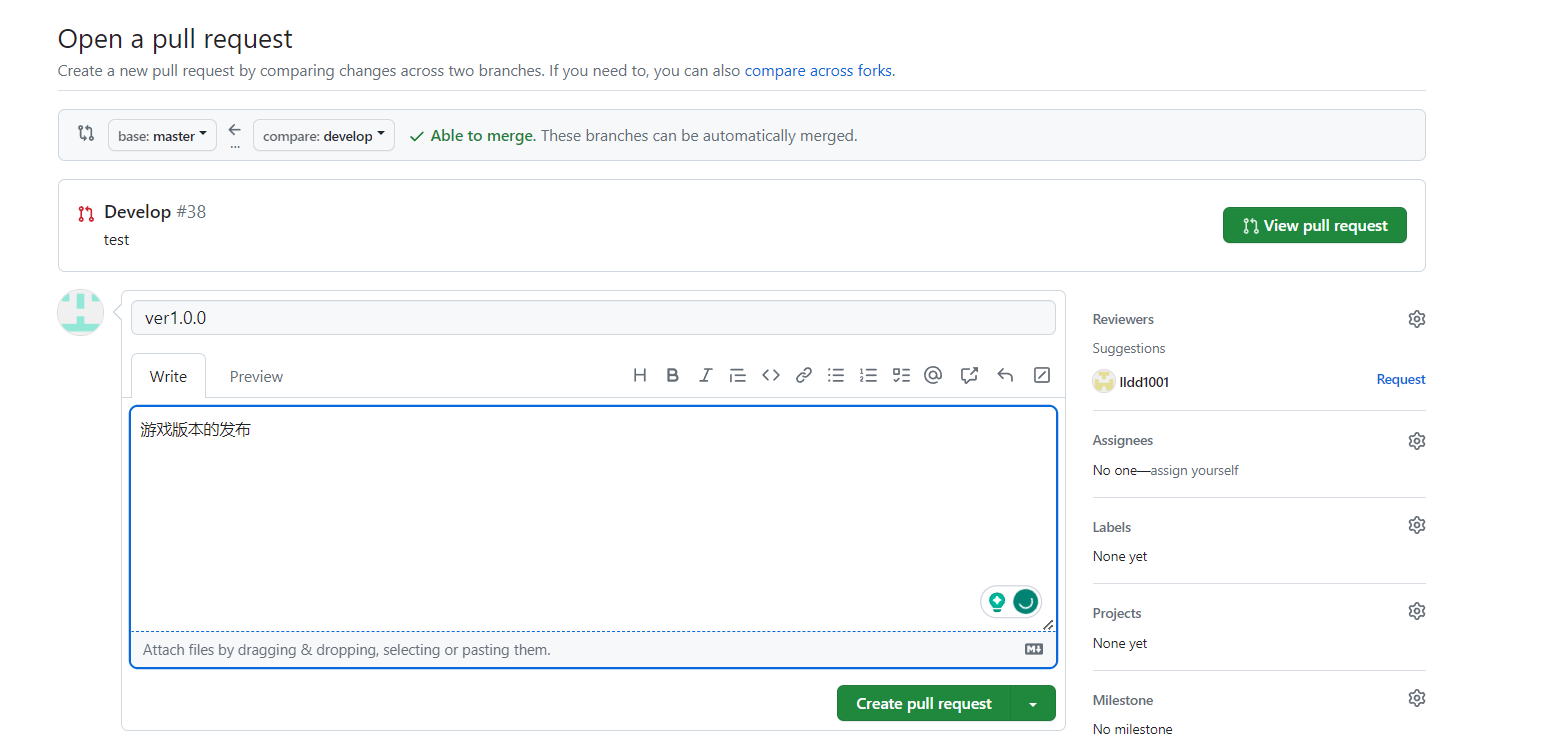 Open a pull request
Create a new pull request by comparing changes across two branches. If you need to, you can also compare across forks.
base: master
...
compare: develop
Able to merge. These branches can be automatically merged.
Develop #38
test
View pull request
ver1.0.0
Write
Preview
游戏版本的发布
Attach files by dragging & dropping, selecting or pasting them.
Create pull request
Reviewers
Suggestions
lldd1001
Request
Assignees
No one—assign yourself
Labels
None yet
Projects
None yet
Milestone
No milestone